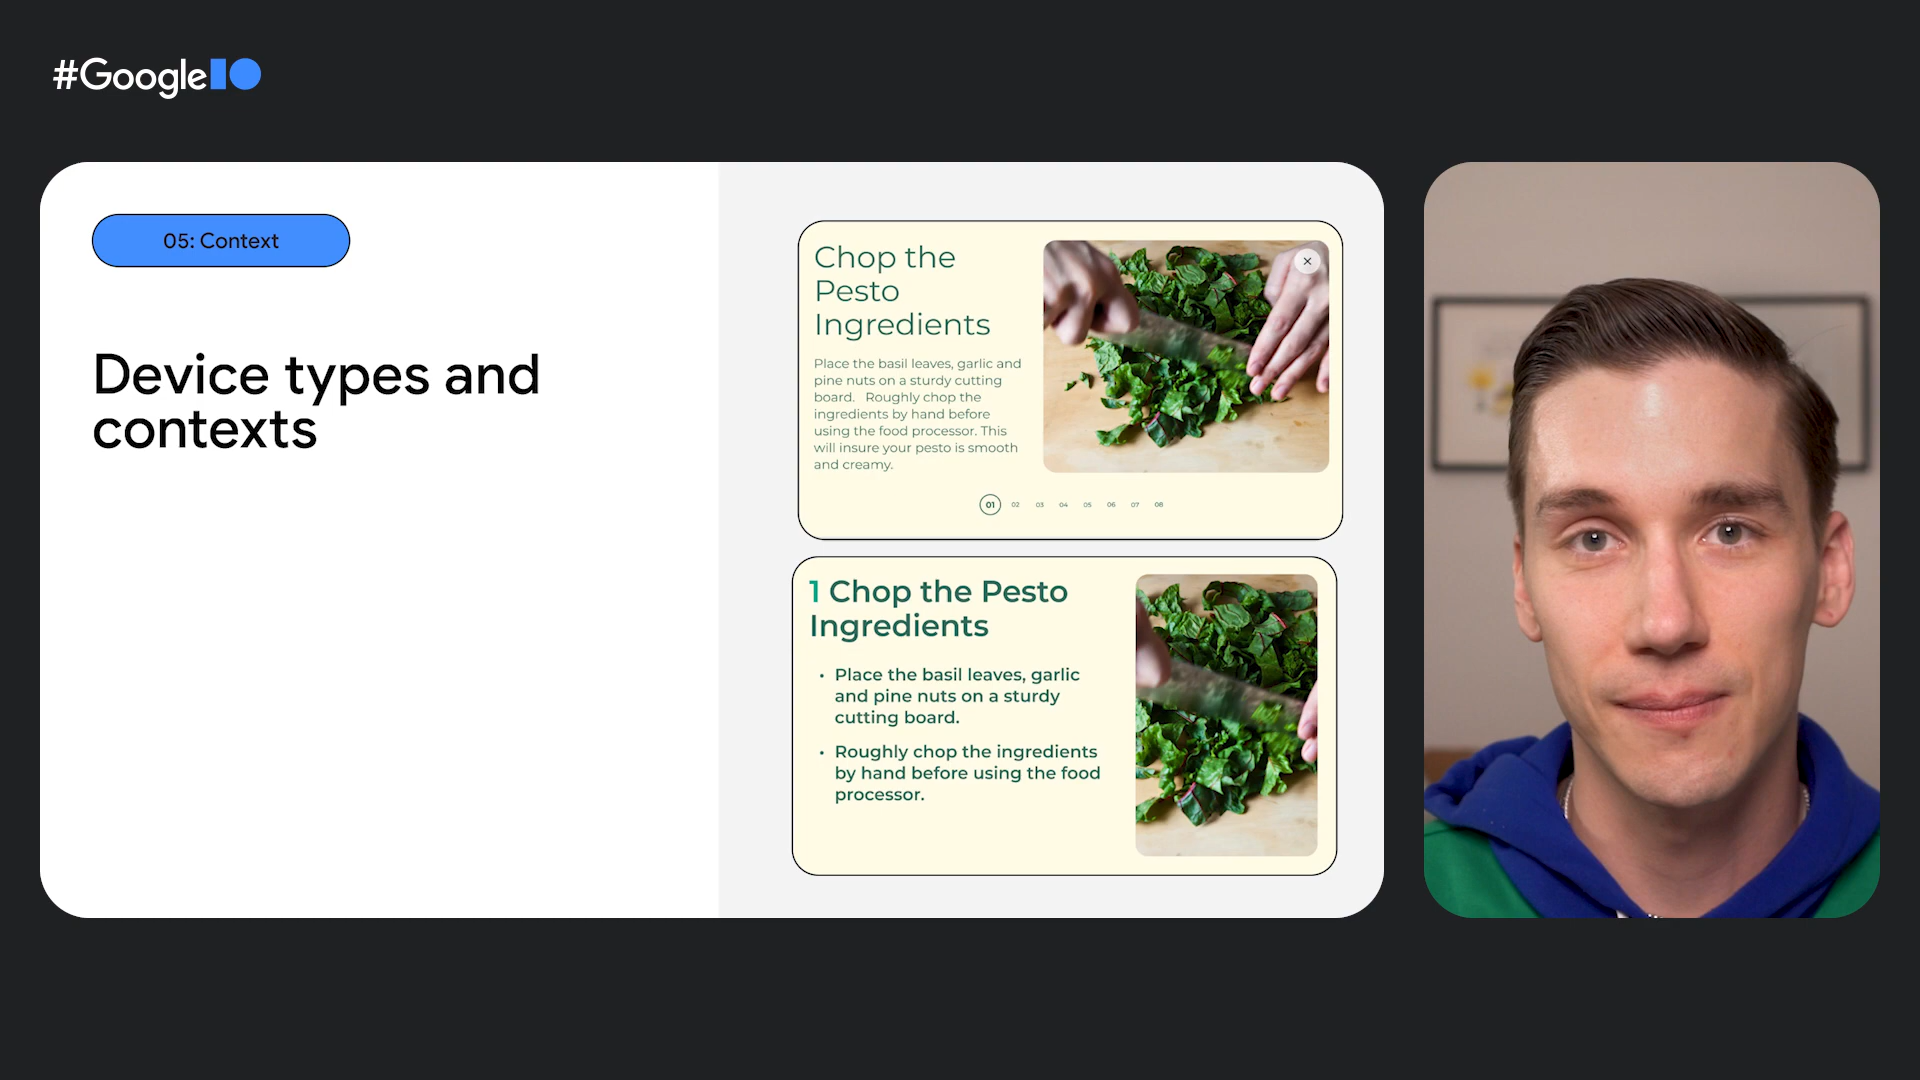 #GoogleIO
05: Context
Device types and
contexts
Chop the
Pesto
Ingredients
Place the basil leaves, garlic and
pine nuts on a sturdy cutting
board. Roughly chop the
ingredients by hand before
using the food processor. This
will insure your pesto is smooth
and creamy.
01 02 03 04 05 06 07 08
1 Chop the Pesto
Ingredients
• Place the basil leaves, garlic
and pine nuts on a sturdy
cutting board.
• Roughly chop the ingredients
by hand before using the food
processor.